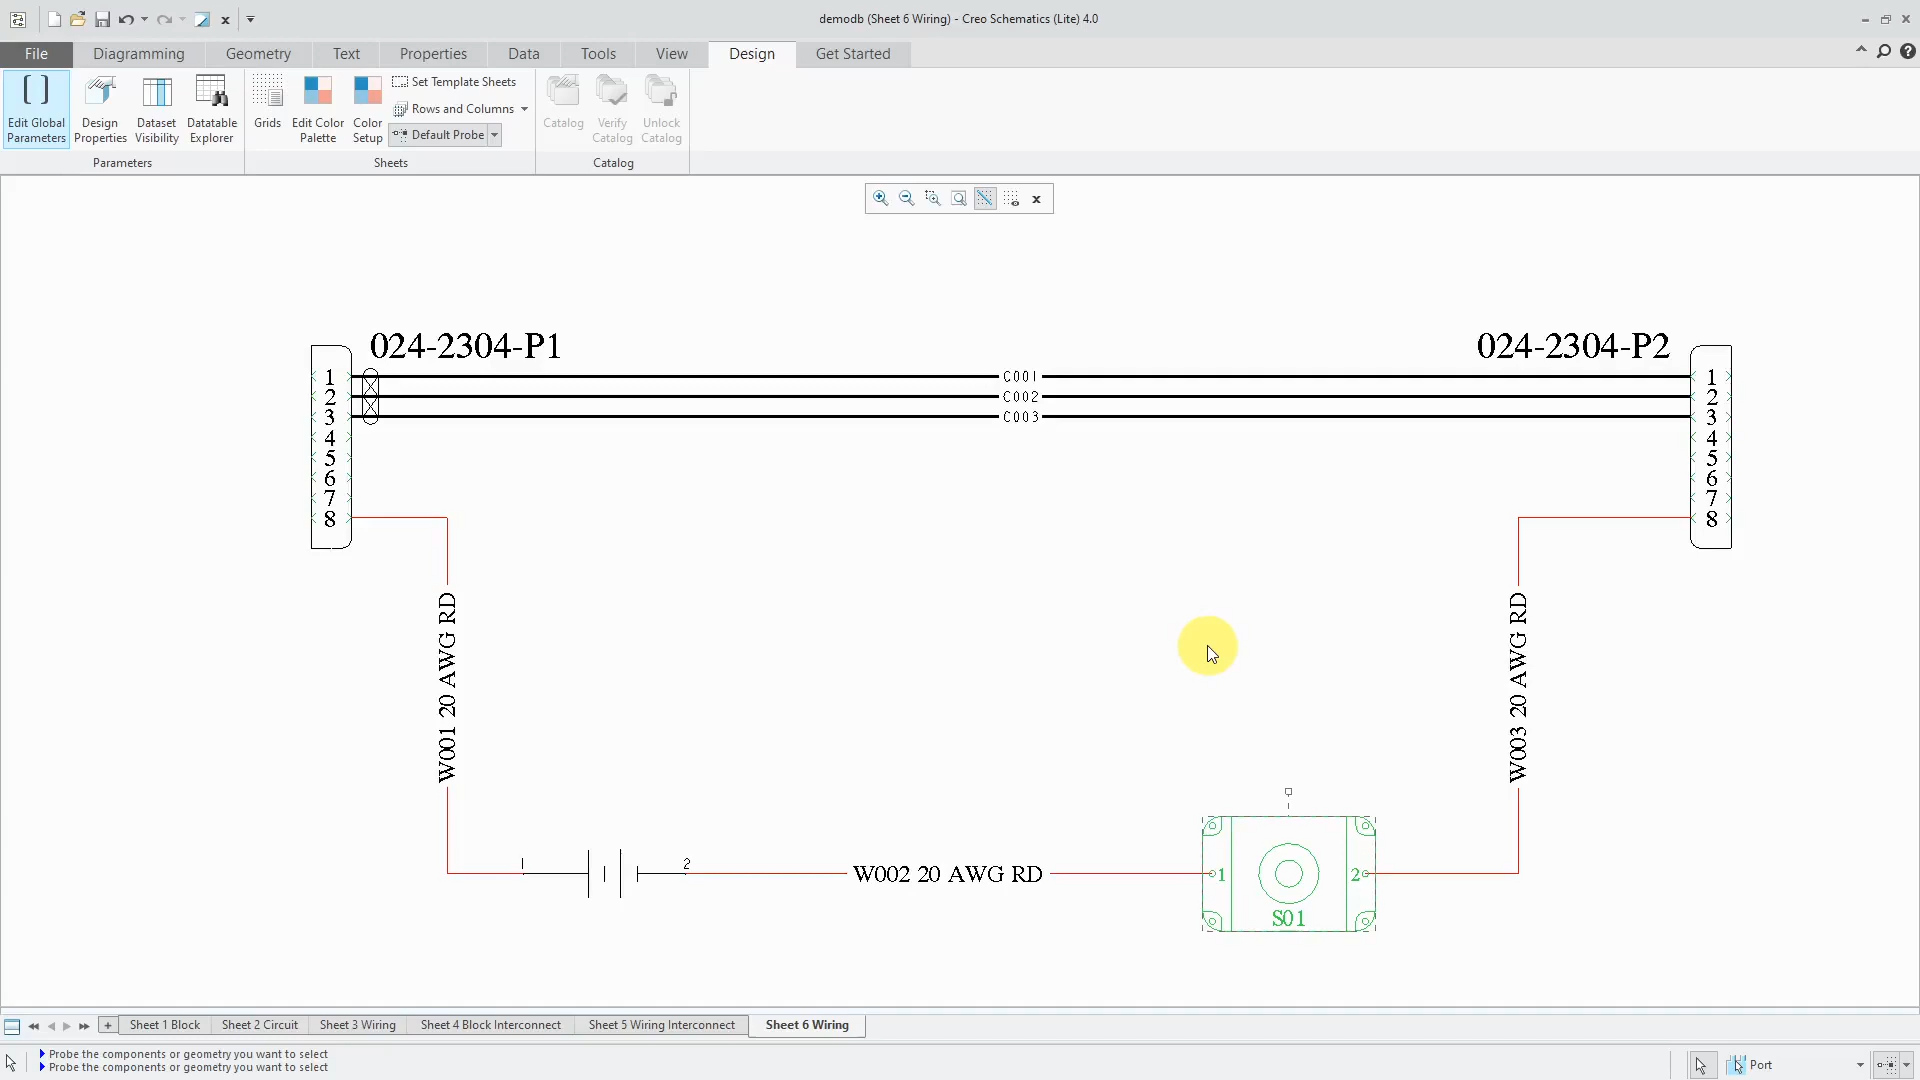 demodb (Sheet 6 Wiring) - Creo Schematics (Lite) 4.0
File Diagramming Geometry Text Properties Data Tools View Design Get Started
Edit Global Parameters
Design Properties
Dataset Visibility
Datatable Explorer
Grids
Edit Color Palette
Color Setup
Set Template Sheets
Rows and Columns
Default Probe
Catalog
Verify Catalog
Unlock Catalog
Parameters Sheets Catalog
024-2304-P1
024-2304-P2
1
2
3
4
5
6
7
8
C001
C002
C003
1
2
3
4
5
6
7
8
W001 20 AWG RD
W003 20 AWG RD
1
2
W002 20 AWG RD
1
2
S01
Sheet 1 Block Sheet 2 Circuit Sheet 3 Wiring Sheet 4 Block Interconnect Sheet 5 Wiring Interconnect Sheet 6 Wiring
Probe the components or geometry you want to select
Probe the components or geometry you want to select
Port